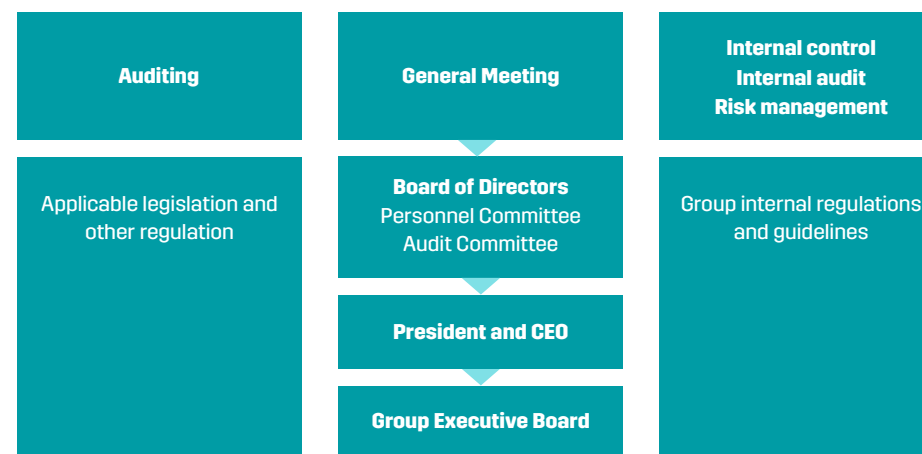 Auditing
Applicable legislation and
other regulation
General Meeting
Board of Directors
Personnel Committee
Audit Committee
President and CEO
Group Executive Board
Internal control
Internal audit
Risk management
Group internal regulations
and guidelines